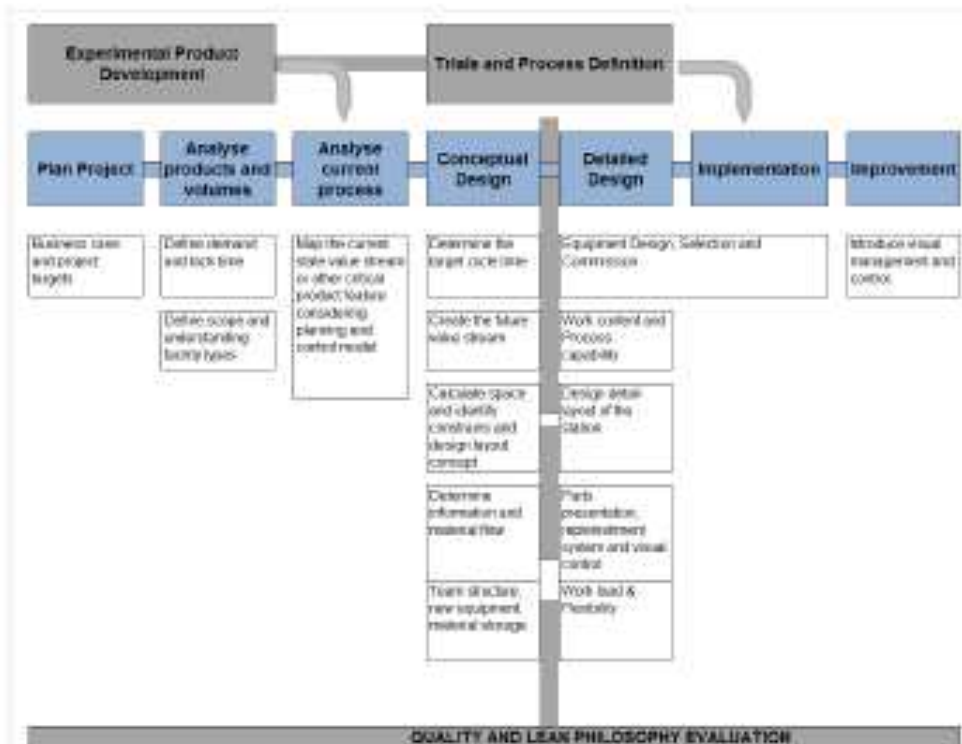 Experimental Product
Development
Trials and Process Definition
Plan Project
Analyse
products and
volumes
Analyse
current
process
Conceptual
Design
Detailed
Design
Implementation
Improvement
Business case
and project
targets
Define demand
and tack time
Define scope and
understanding
facility types
Map the current
state value stream
or other critical
product feature
considering
planning and
control model
Determine the
target cycle time
Create the future
value stream
Calculate space
and identify
constrains and
design layout
concept
Determine
information and
material flow
Team structure,
new equipment,
material storage
Equipment Design, Selection and
Commission
Work content and
Process
capability
Design detail
layout of the
station
Parts
presentation,
system and visual
control
Work load &
Flexibility
Introduce visual
management and
control
QUALITY AND LEAN PHILOSOPHY EVALUATION